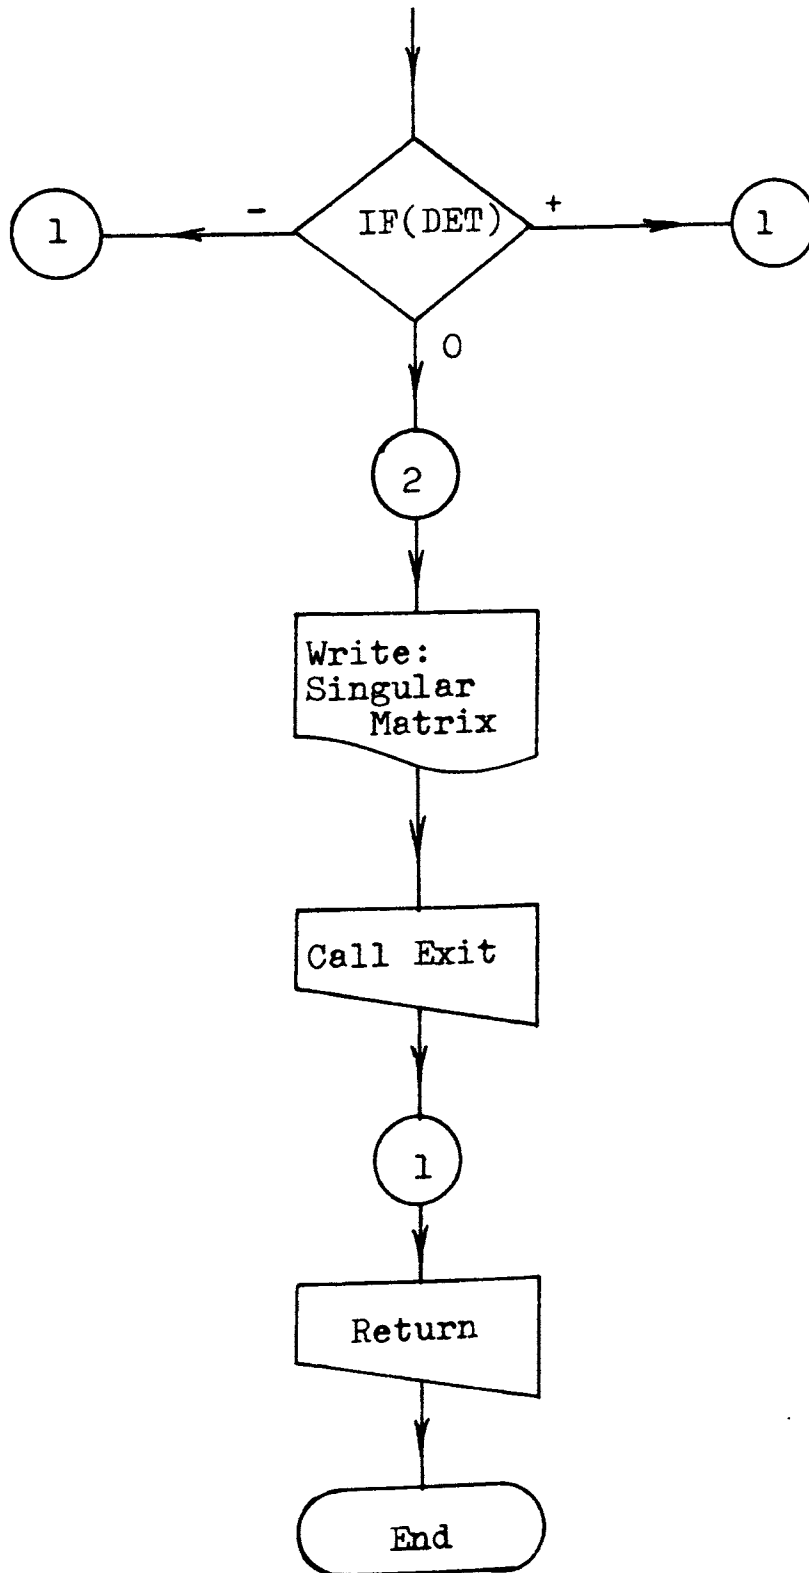 IF(DET)
-
+
1
1
0
2
Write:
Singular
Matrix
Call Exit
1
Return
End